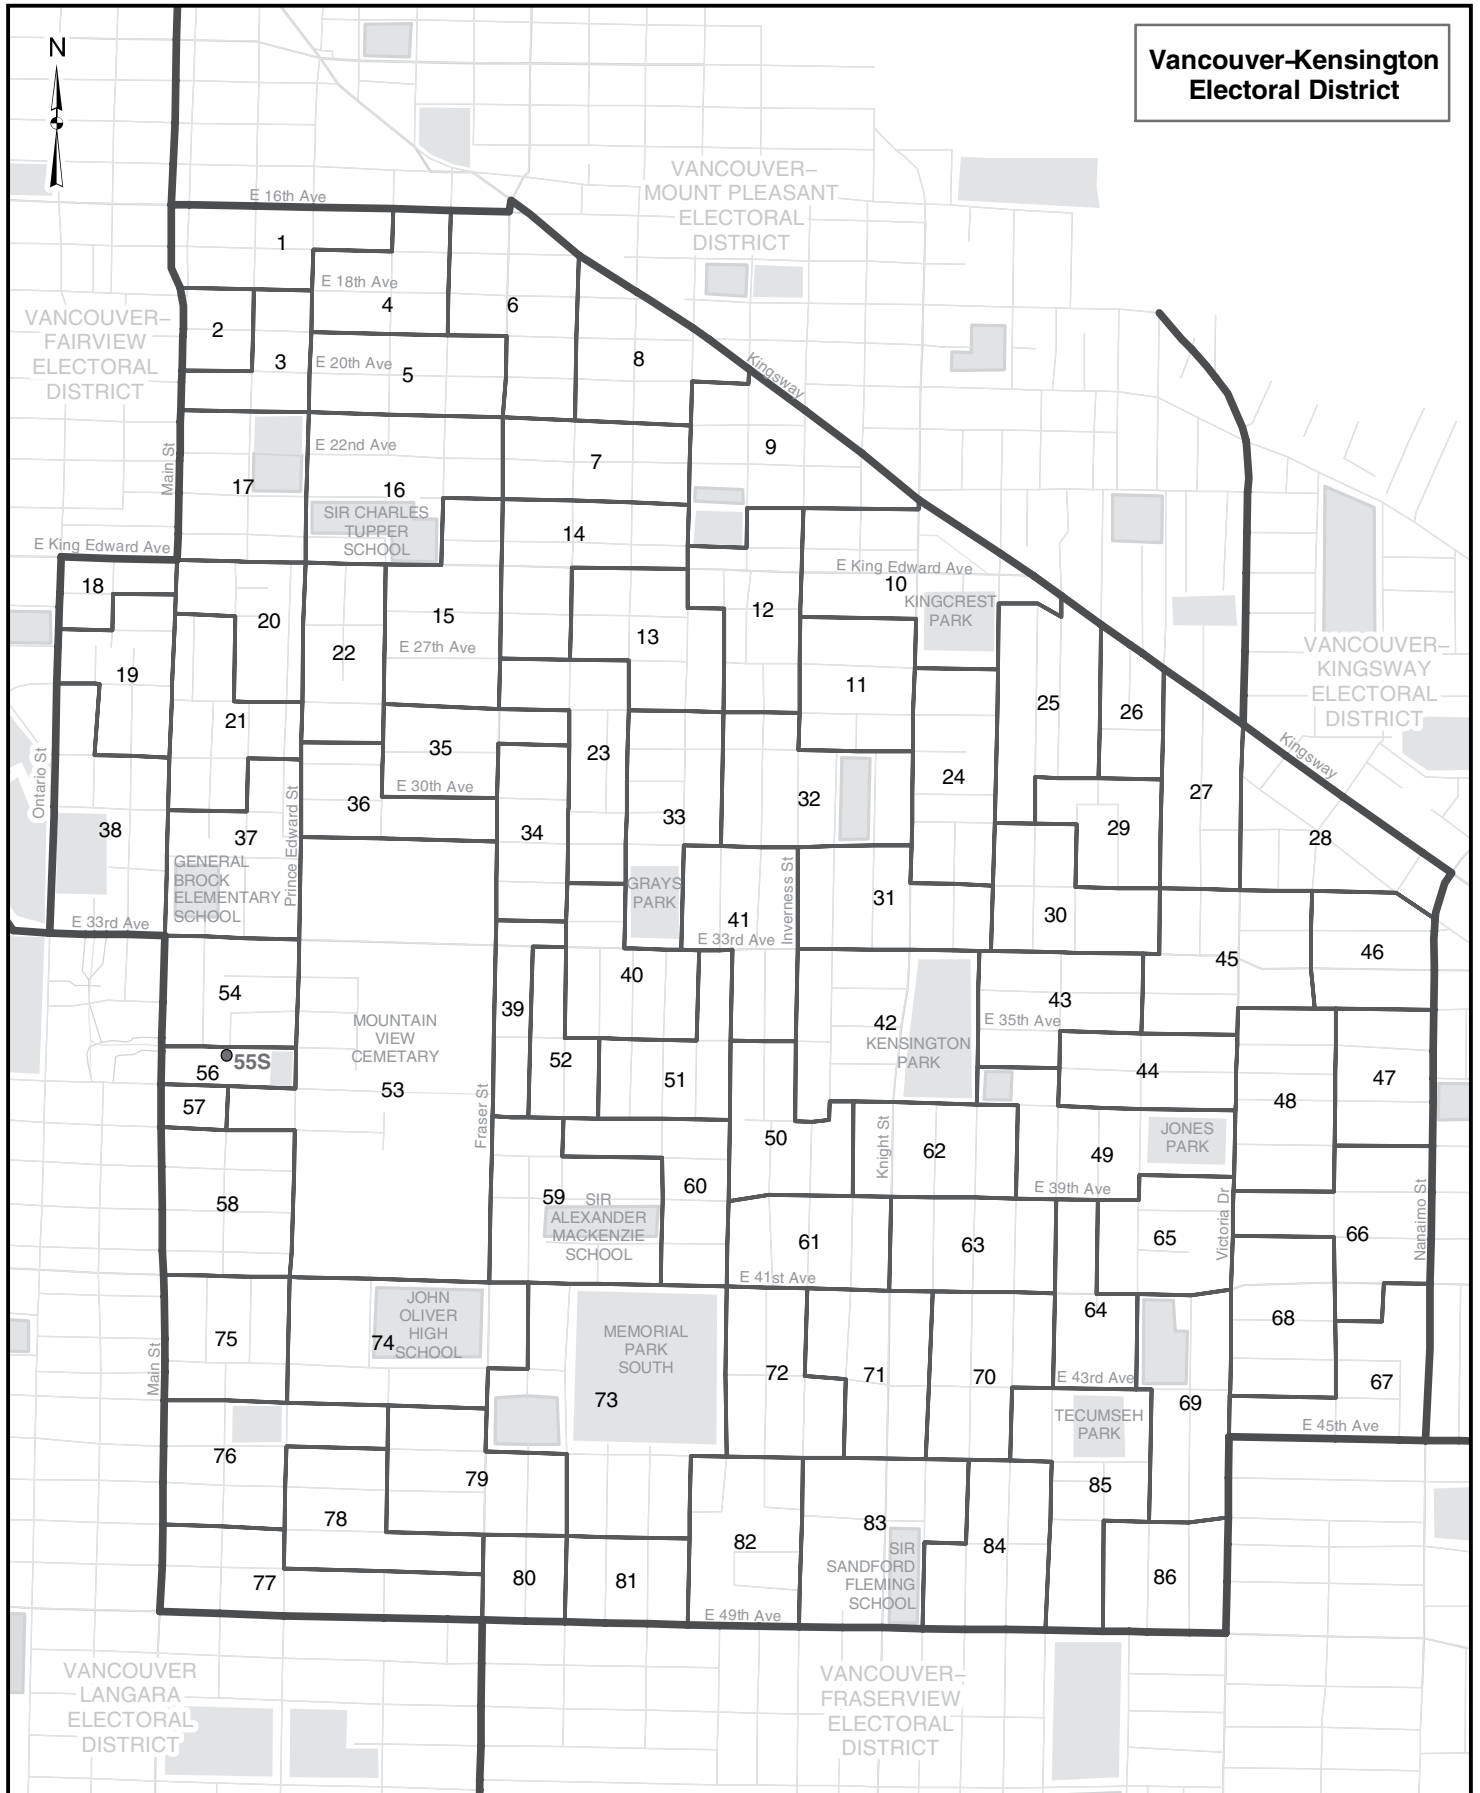 Vancouver–Kensington
Electoral District
N
VANCOUVER–
MOUNT PLEASANT
ELECTORAL
DISTRICT
E 16th Ave
1
E 18th Ave
4
6
VANCOUVER–
FAIRVIEW
ELECTORAL
DISTRICT
2
3
E 20th Ave
5
8
Kingsway
E 22nd Ave
7
9
Main St
17
16
SIR CHARLES
TUPPER
SCHOOL
14
E King Edward Ave
E King Edward Ave
18
10
KINGCREST
PARK
20
15
12
13
E 27th Ave
22
19
11
VANCOUVER–
KINGSWAY
ELECTORAL
DISTRICT
21
25
26
35
23
Kingsway
Ontario St
E 30th Ave
24
27
36
32
Prince Edward St
38
37
34
33
29
28
GENERAL
BROCK
ELEMENTARY
SCHOOL
GRAYS
PARK
Inverness St
31
30
E 33rd Ave
41
E 33rd Ave
45
46
40
54
39
43
MOUNTAIN
VIEW
CEMETARY
42
E 35th Ave
KENSINGTON
PARK
55S
56
52
51
44
47
53
48
57
Fraser St
50
Knight St
62
49
JONES
PARK
58
59
SIR
ALEXANDER
MACKENZIE
SCHOOL
60
E 39th Ave
Victoria Dr
Nanaimo St
61
63
65
66
E 41st Ave
JOHN
OLIVER
HIGH
SCHOOL
64
75
74
MEMORIAL
PARK
SOUTH
68
Main St
72
71
70
E 43rd Ave
67
73
69
TECUMSEH
PARK
E 45th Ave
76
79
85
78
82
83
84
SIR
SANDFORD
FLEMING
SCHOOL
77
80
81
86
E 49th Ave
VANCOUVER
LANGARA
ELECTORAL
DISTRICT
VANCOUVER–
FRASERVIEW
ELECTORAL
DISTRICT